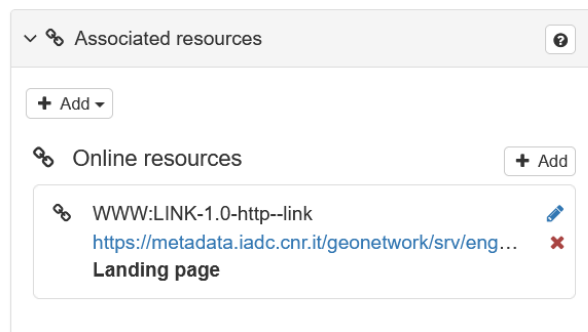 Associated resources
Add
Online resources
Add
WWW:LINK-1.0-http--link
https://metadata.iadc.cnr.it/geonetwork/srv/eng...
Landing page